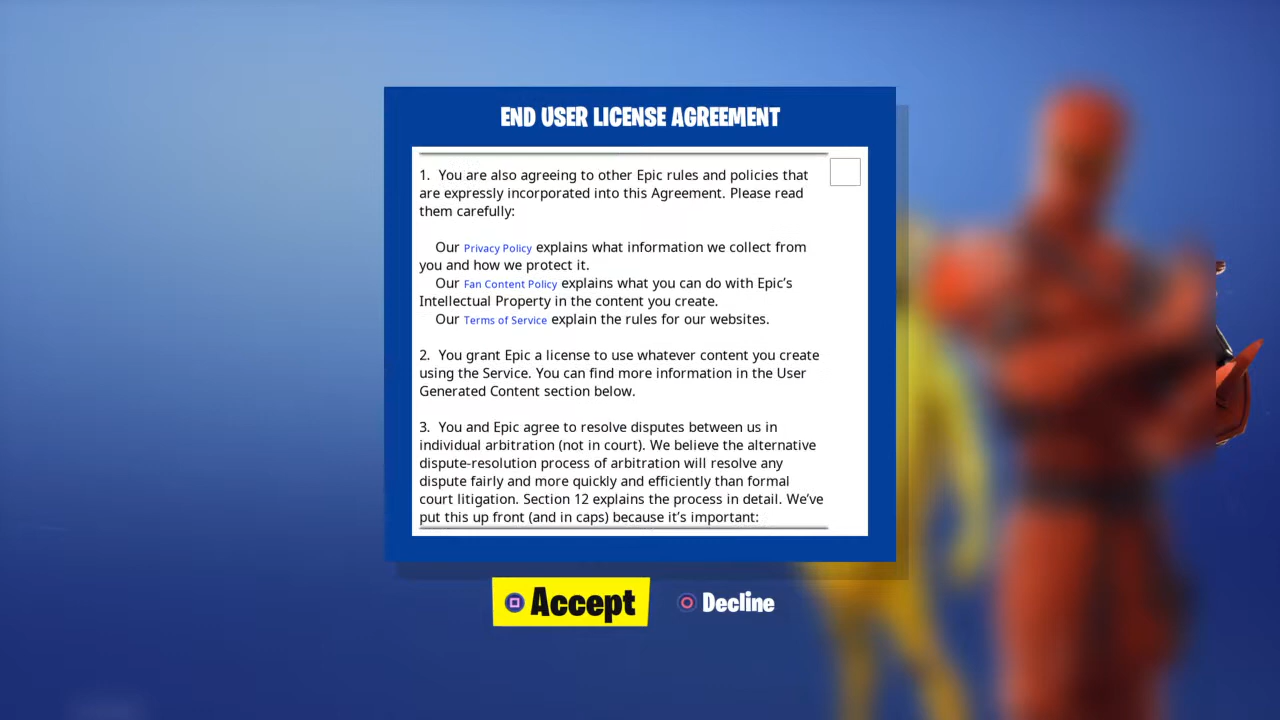 END USER LICENSE AGREEMENT
1. You are also agreeing to other Epic rules and policies that
are expressly incorporated into this Agreement. Please read
them carefully:
Our Privacy Policy explains what information we collect from
you and how we protect it.
Our Fan Content Policy explains what you can do with Epic’s
Intellectual Property in the content you create.
Our Terms of Service explain the rules for our websites.
2. You grant Epic a license to use whatever content you create
using the Service. You can find more information in the User
Generated Content section below.
3. You and Epic agree to resolve disputes between us in
individual arbitration (not in court). We believe the alternative
dispute-resolution process of arbitration will resolve any
dispute fairly and more quickly and efficiently than formal
court litigation. Section 12 explains the process in detail. We’ve
put this up front (and in caps) because it’s important:
Accept
Decline